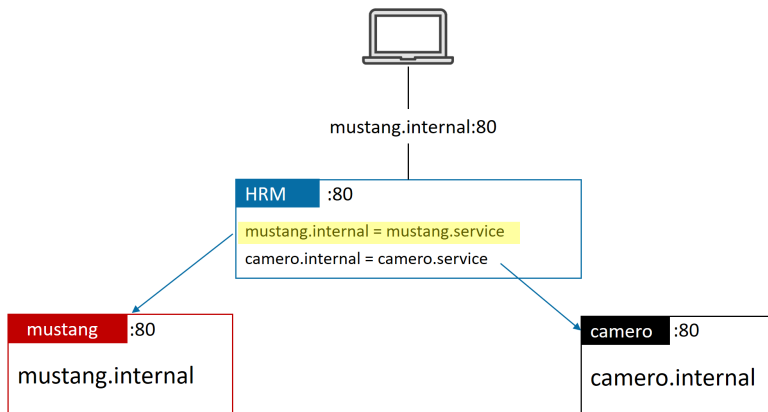 mustang.internal:80
HRM :80
mustang.internal = mustang.service
camero.internal = camero.service
mustang :80
mustang.internal
camero :80
camero.internal